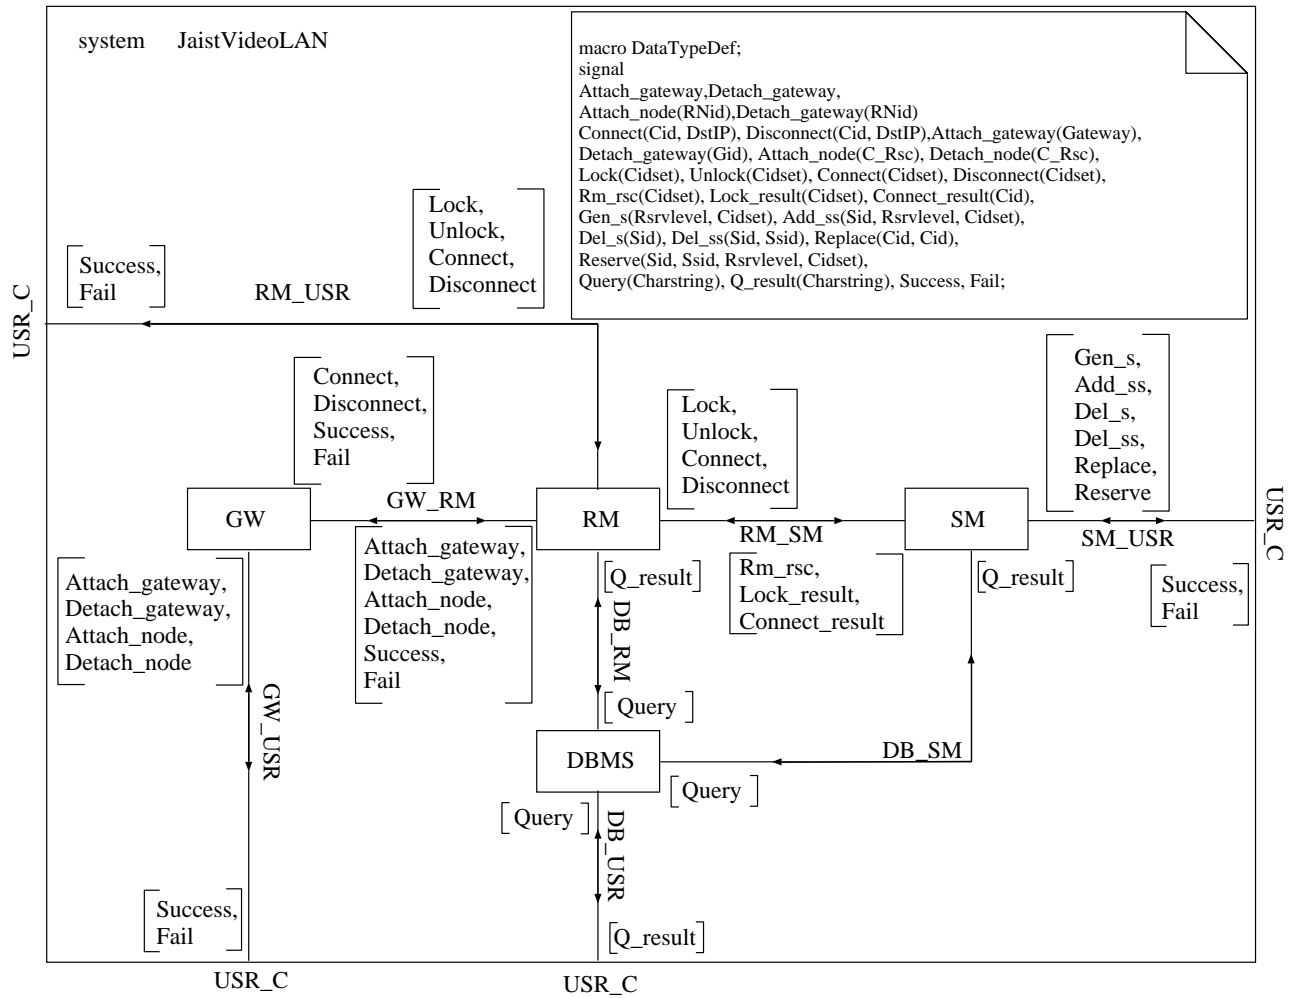 system JaistVideoLAN
macro DataTypeDef;
signal
Attach_gateway,Detach_gateway,
Attach_node(RNid),Detach_gateway(RNid)
Connect(Cid, DstIP), Disconnect(Cid, DstIP),Attach_gateway(Gateway),
Detach_gateway(Gid), Attach_node(C_Rsc), Detach_node(C_Rsc),
Lock(Cidset), Unlock(Cidset), Connect(Cidset), Disconnect(Cidset),
Rm_rsc(Cidset), Lock_result(Cidset), Connect_result(Cid),
Gen_s(Rsrvlevel, Cidset), Add_ss(Sid, Rsrvlevel, Cidset),
Del_s(Sid), Del_ss(Sid, Ssid), Replace(Cid, Cid),
Reserve(Sid, Ssid, Rsrvlevel, Cidset),
Query(Charstring), Q_result(Charstring), Success, Fail;
Success,
Fail
RM_USR
Lock,
Unlock,
Connect,
Disconnect
USR_C
Connect,
Disconnect,
Success,
Fail
GW
GW_RM
RM
Attach_gateway,
Detach_gateway,
Attach_node,
Detach_node,
Success,
Fail
Lock,
Unlock,
Connect,
Disconnect
RM_SM
Rm_rsc,
Lock_result,
Connect_result
SM
Gen_s,
Add_ss,
Del_s,
Del_ss,
Replace,
Reserve
SM_USR
Success,
Fail
USR_C
Attach_gateway,
Detach_gateway,
Attach_node,
Detach_node
GW_USR
Success,
Fail
USR_C
Q_result
DB_RM
Query
DBMS
Q_result
DB_SM
Query
Query
DB_USR
Q_result
USR_C